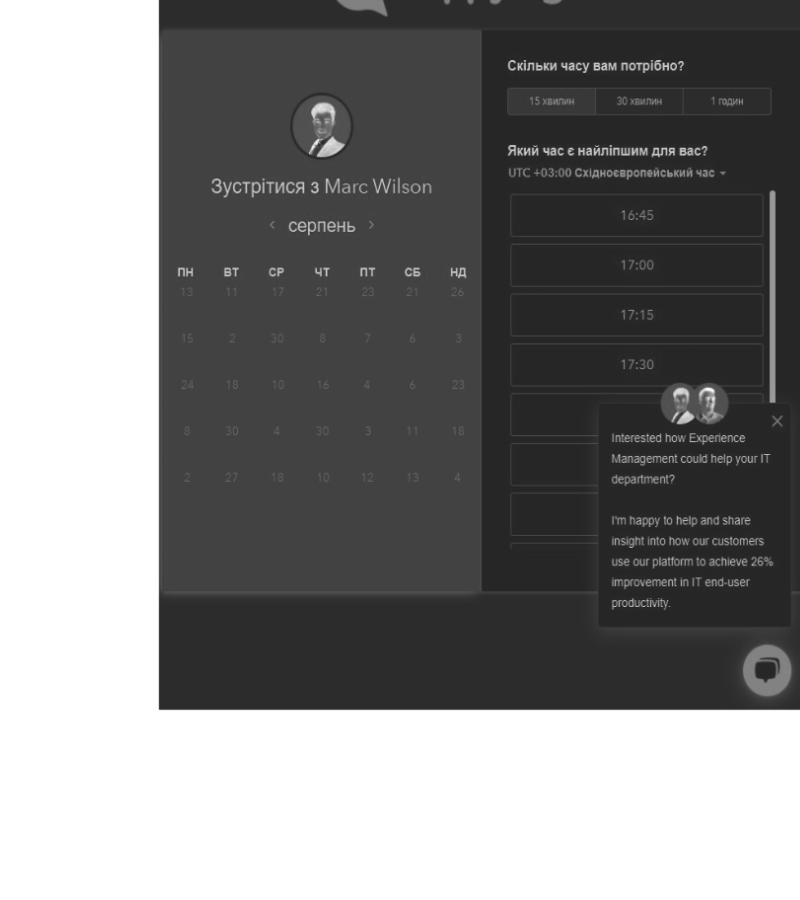 Зустрітися з Marc Wilson
серпень
ПН ВТ СР ЧТ ПТ СБ НД
13 11 17 21 23 21 26
15 2 30 8 7 6 3
24 18 10 16 4 6 23
8 30 4 30 3 11 18
2 27 18 10 12 13 4
Скільки часу вам потрібно?
15 хвилин 30 хвилин 1 годин
Який час є найліпшим для вас?
UTC +03:00 Східноєвропейський час
16:45
17:00
17:15
17:30
Interested how Experience
Management could help your IT
department?
I'm happy to help and share
insight into how our customers
use our platform to achieve 26%
improvement in IT end-user
productivity.